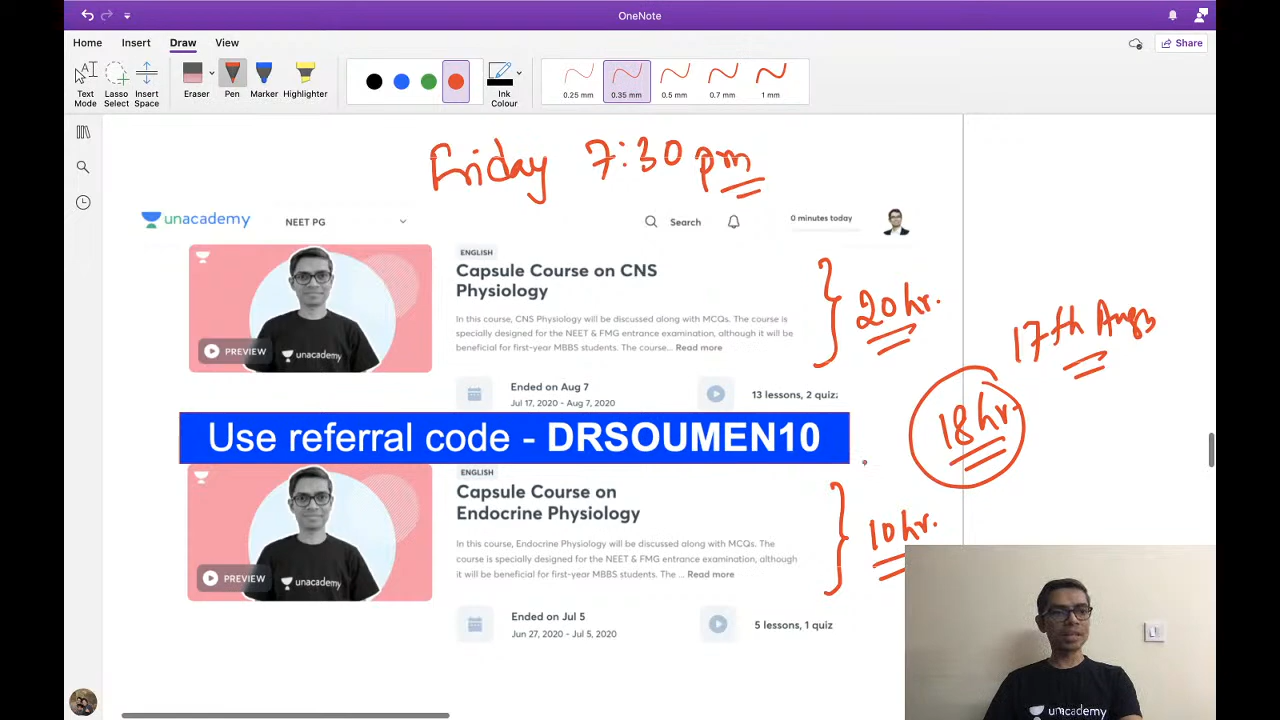 OneNote
Home Insert Draw View Share
Text Mode
Lasso Select
Insert Space
Eraser
Pen
Marker
Highlighter
Ink Colour
0.25 mm 0.35 mm 0.5 mm 0.7 mm 1 mm
Friday 7:30 pm
unacademy NEET PG Search 0 minutes today
ENGLISH
Capsule Course on CNS
Physiology
In this course, CNS Physiology will be discussed along with MCQs. The course is
specially designed for the NEET & FMG entrance examination, although it will be
beneficial for first-year MBBS students. The course... Read more
PREVIEW
unacademy
Ended on Aug 7
Jul 17, 2020 - Aug 7, 2020
13 lessons, 2 quiz
20 hr.
17th Aug
18 hr.
Use referral code - DRSOUMEN10
ENGLISH
Capsule Course on
Endocrine Physiology
In this course, Endocrine Physiology will be discussed along with MCQs. The
course is specially designed for the NEET & FMG entrance examination, although
it will be beneficial for first-year MBBS students. The ... Read more
PREVIEW
unacademy
Ended on Jul 5
Jun 27, 2020 - Jul 5, 2020
5 lessons, 1 quiz
10 hr.
unacademy